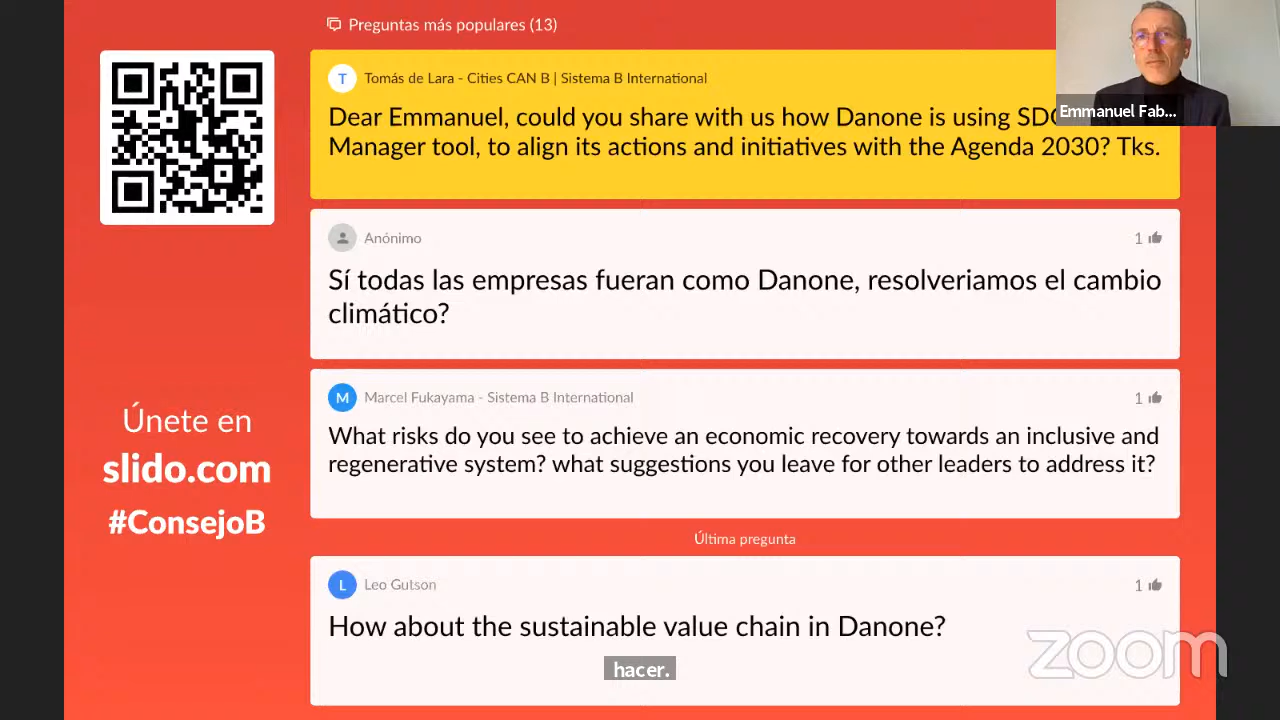 Preguntas más populares (13)
T
Tomás de Lara - Cities CAN B | Sistema B International
Dear Emmanuel, could you share with us how Danone is using
Manager tool, to align its actions and initiatives with the Agenda 2030? Tks.
Emmanuel Fab...
Anónimo
1
Sí todas las empresas fueran como Danone, resolveriamos el cambio
climático?
M
Marcel Fukayama - Sistema B International
1
What risks do you see to achieve an economic recovery towards an inclusive and
regenerative system? what suggestions you leave for other leaders to address it?
Únete en
slido.com
#ConsejoB
Última pregunta
L
Leo Gutson
1
How about the sustainable value chain in Danone?
hacer.
zoom